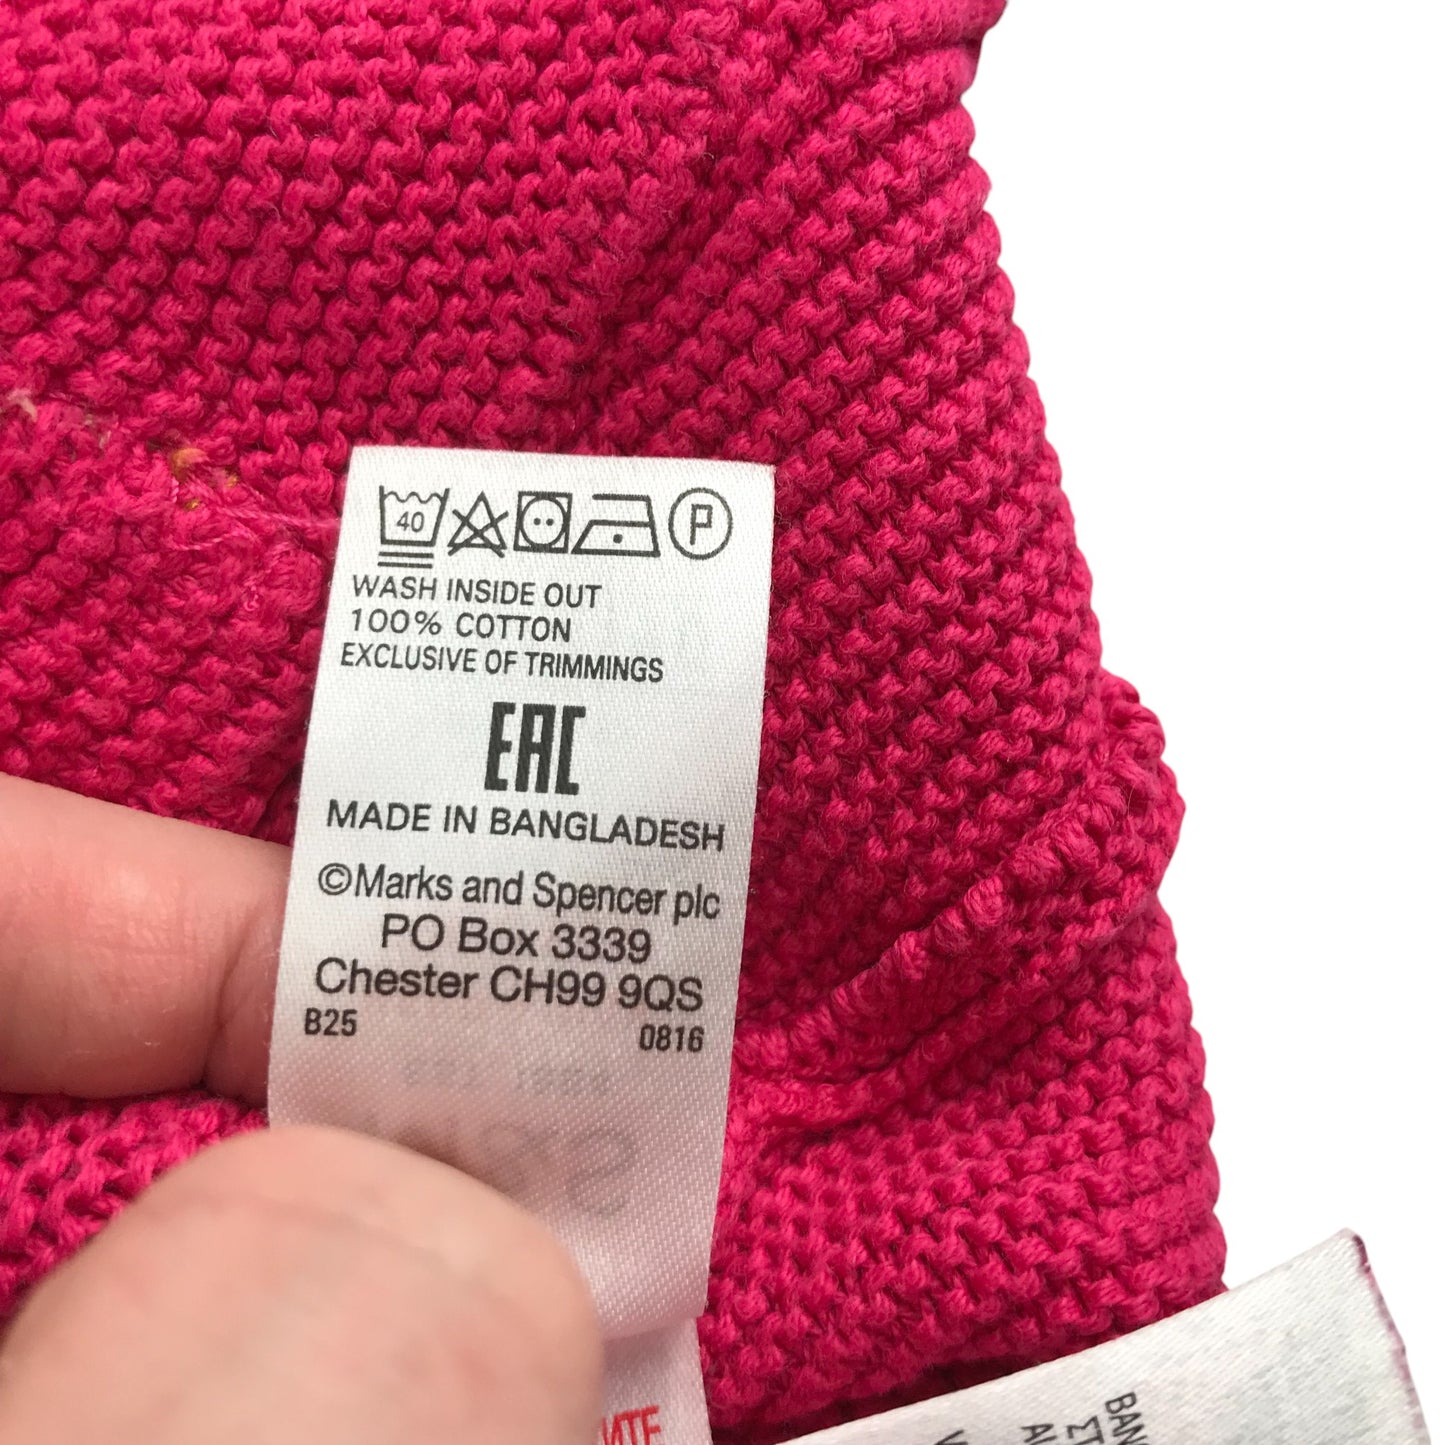 40
P
WASH INSIDE OUT
100% COTTON
EXCLUSIVE OF TRIMMINGS
EAC
MADE IN BANGLADESH
©Marks and Spencer plc
PO Box 3339
Chester CH99 9QS
B25 0816